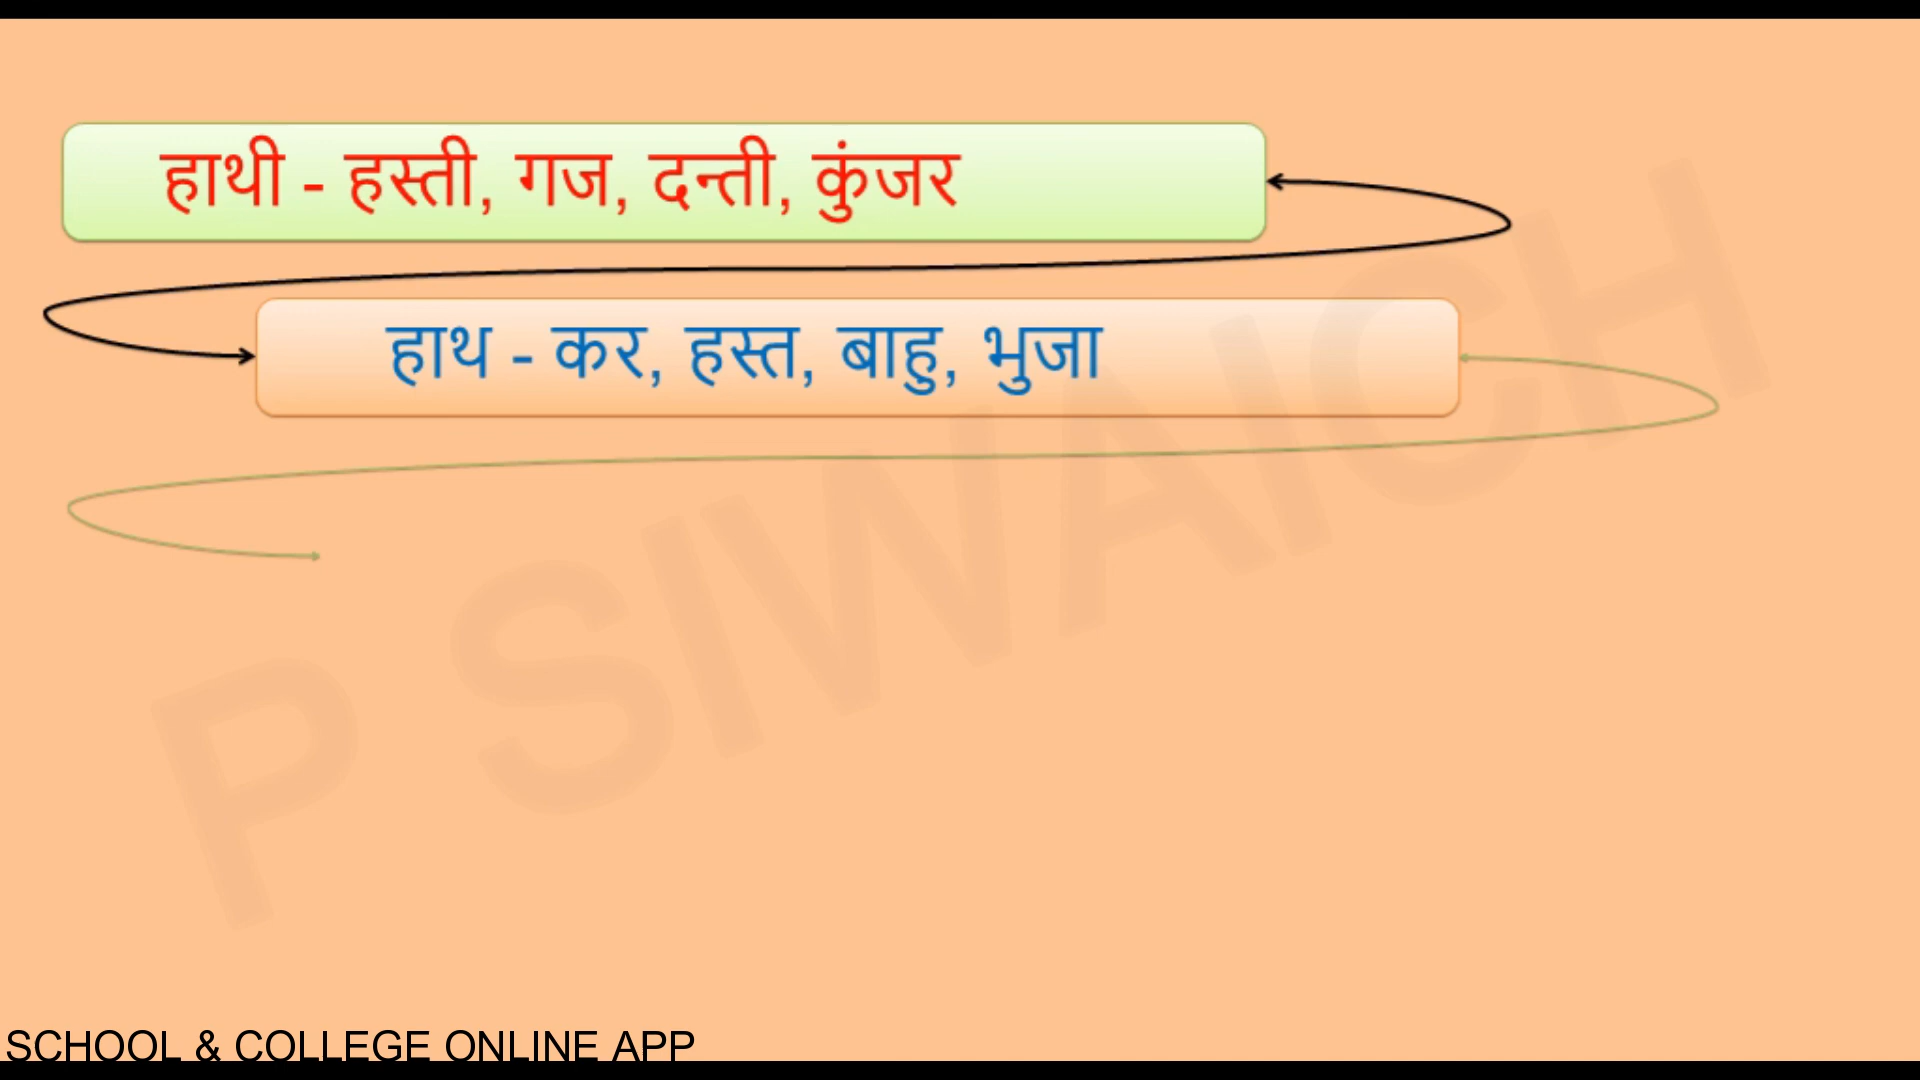 हाथी - हस्ती, गज, दन्ती, कुंजर
हाथ - कर, हस्त, बाहु, भुजा
P SIWAICH
SCHOOL & COLLEGE ONLINE APP